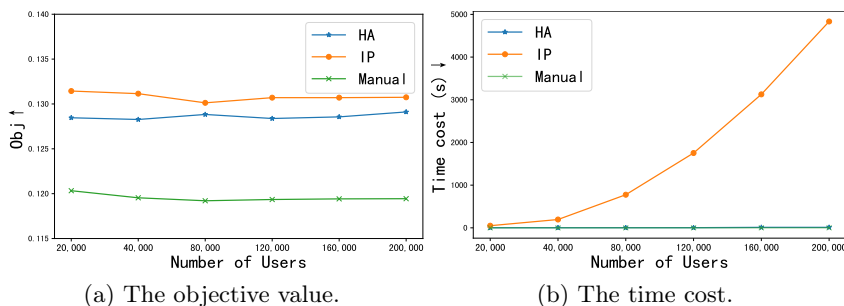 0.140
0.135
0.130
0.125
0.120
0.115
Obj↑
HA
IP
Manual
20,000 40,000 80,000 120,000 160,000 200,000
Number of Users
(a) The objective value.
5000
4000
3000
2000
1000
0
Time cost (s)↓
HA
IP
Manual
20,000 40,000 80,000 120,000 160,000 200,000
Number of Users
(b) The time cost.